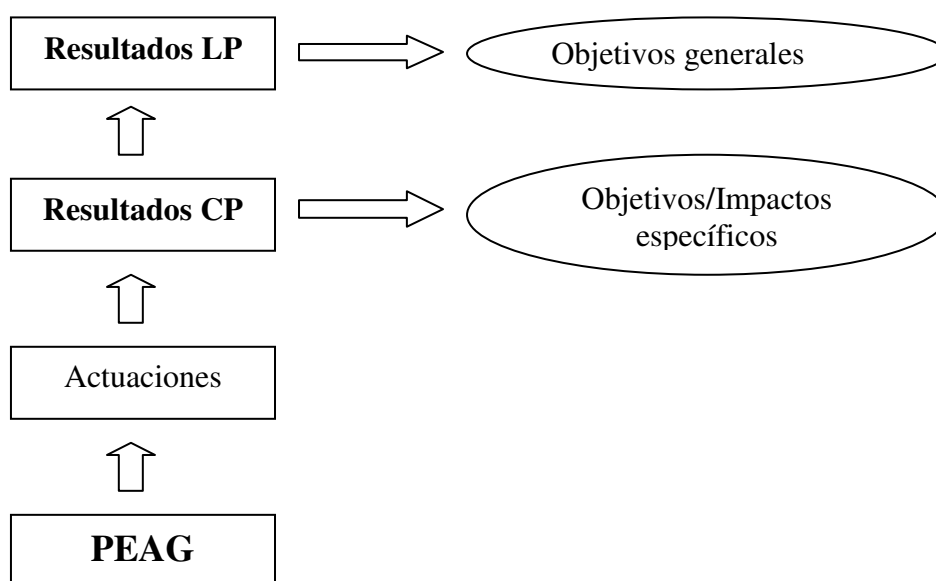 Resultados LP
Objetivos generales
Resultados CP
Objetivos/Impactos
específicos
Actuaciones
PEAG